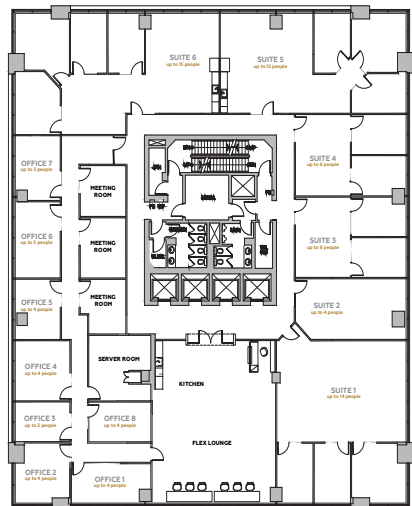 SUITE 6
up to 15 people
SUITE 5
up to 12 people
OFFICE 7
up to 3 people
SUITE 4
up to 6 people
MEETING
ROOM
OFFICE 6
up to 3 people
MEETING
ROOM
SUITE 3
up to 6 people
OFFICE 5
up to 4 people
MEETING
ROOM
SUITE 2
up to 4 people
OFFICE 4
up to 4 people
SERVER ROOM
KITCHEN
SUITE 1
up to 14 people
OFFICE 3
up to 5 people
OFFICE 8
up to 4 people
FLEX LOUNGE
OFFICE 2
up to 4 people
OFFICE 1
up to 4 people